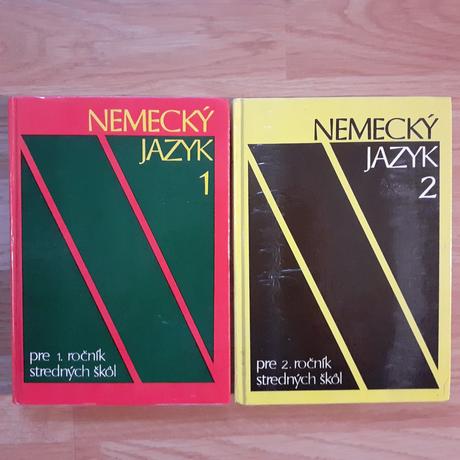 NEMECKÝ
JAZYK
1
pre 1. ročník
stredných škôl
NEMECKÝ
JAZYK
2
pre 2. ročník
stredných škôl